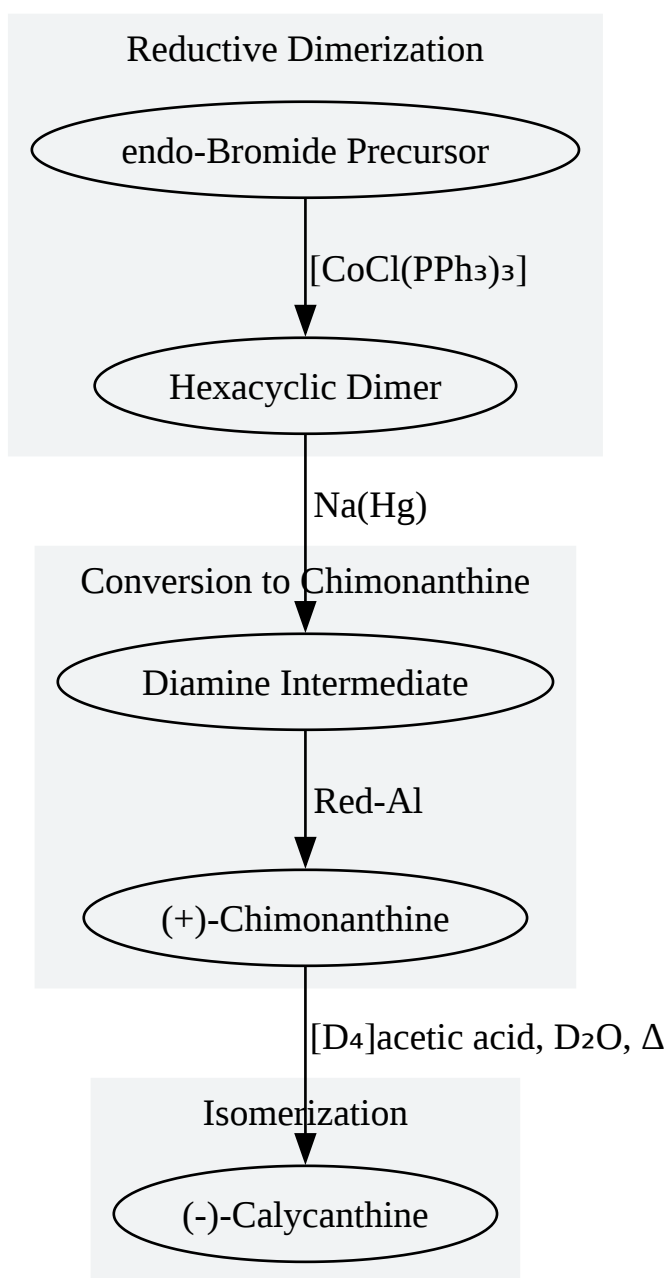 Reductive Dimerization
endo-Bromide Precursor
[CoCl(PPh₃)₃]
Hexacyclic Dimer
Na(Hg)
Conversion to Chimonanthine
Diamine Intermediate
Red-Al
(+)-Chimonanthine
[D₄]acetic acid, D₂O, Δ
Isomerization
(-)-Calycanthine